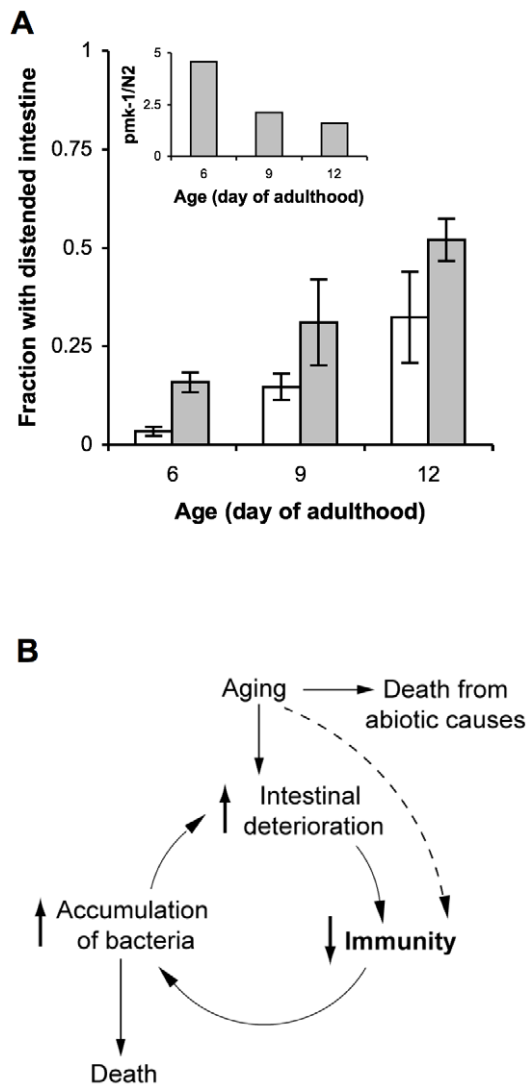 A
1
0.75
0.5
0.25
0
Fraction with distended intestine
6
9
12
Age (day of adulthood)
5
2.5
0
pmk-1/N2
6
9
12
Age (day of adulthood)
B
Aging
Death from
abiotic causes
Intestinal
deterioration
Accumulation
of bacteria
Immunity
Death